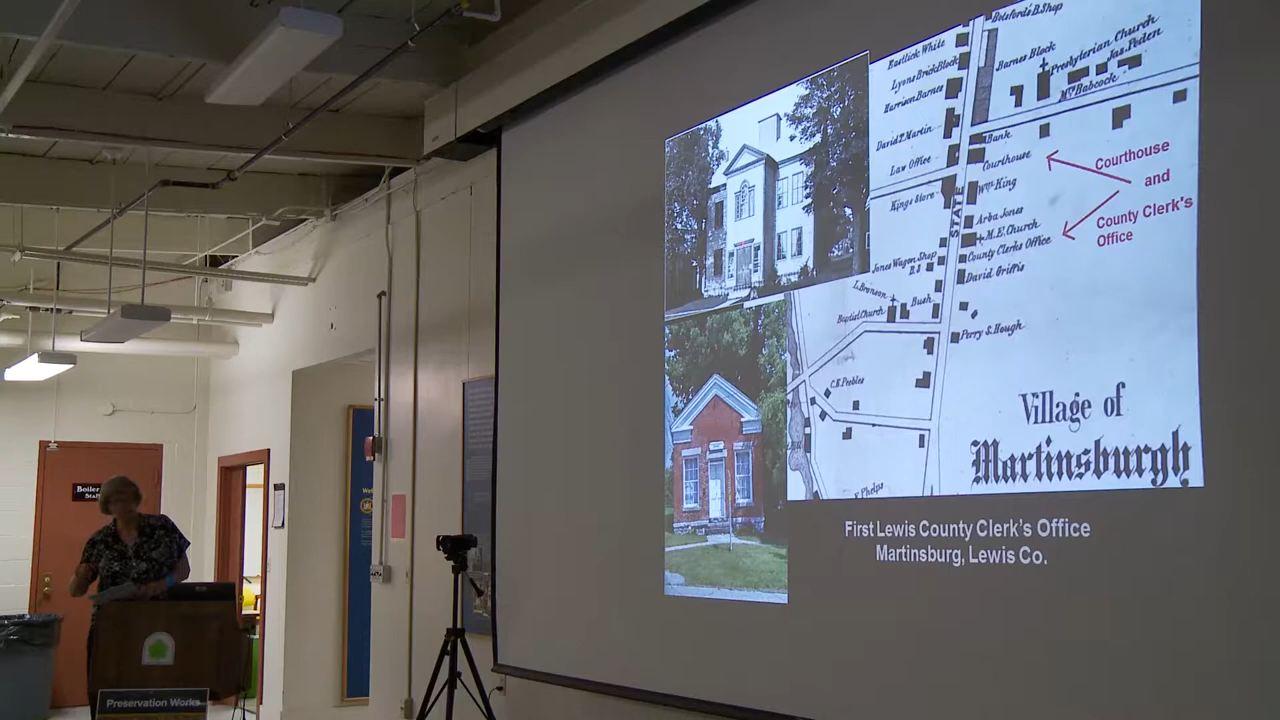 Botsford's B. Shop
Eastlick White
Lyons Brick Block
Harrison Barnes
Barnes Block
Presbyterian Church
Jas. Peden
Mrs Babcock
David T. Martin
Law Office
Kings Store
STATE
Bank
Courthouse
Wm King
Arba Jones
M.E. Church
County Clerks Office
David Griffis
Jones Wagon Shop
B.S
L. Bronson
Baptist Church
Bush
Perry S. Hough
C.K. Peebles
Phelps
Courthouse
and
County Clerk's
Office
Village of
Martinsburgh
First Lewis County Clerk's Office
Martinsburg, Lewis Co.
Boiler
Preservation Works